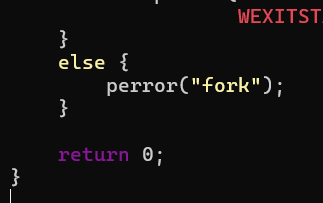 WEXITST
}
else {
perror("fork");
}
return 0;
}